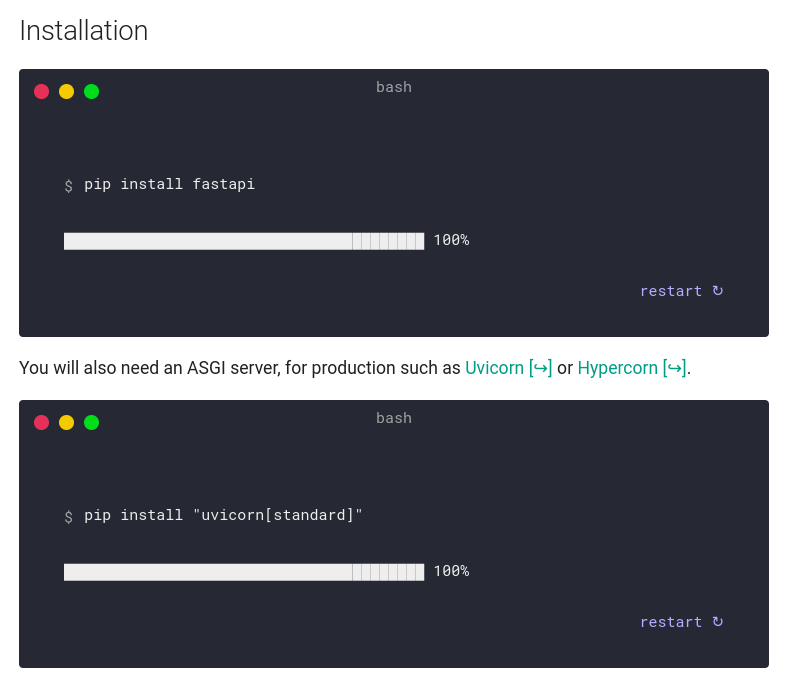 Installation
bash
$ pip install fastapi
100%
restart ↻
You will also need an ASGI server, for production such as Uvicorn [↪] or Hypercorn [↪].
bash
$ pip install "uvicorn[standard]"
100%
restart ↻